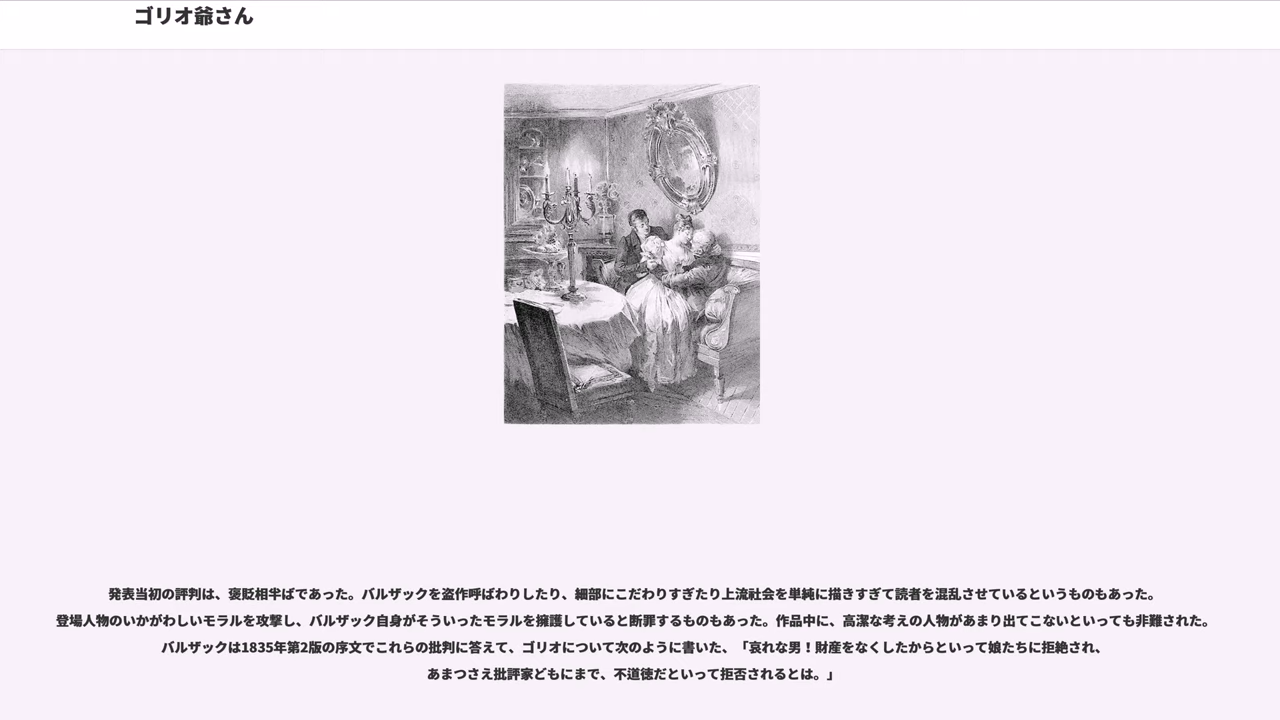 ゴリオ爺さん
発表当初の評判は、褒貶相半ばであった。バルザックを盗作呼ばわりしたり、細部にこだわりすぎたり上流社会を単純に描きすぎて読者を混乱させているというものもあった。
登場人物のいかがわしいモラルを攻撃し、バルザック自身がそういったモラルを擁護していると断罪するものもあった。作品中に、高潔な考えの人物があまり出てこないといっても非難された。
バルザックは1835年第2版の序文でこれらの批判に答えて、ゴリオについて次のように書いた、「哀れな男！財産をなくしたからといって娘たちに拒絶され、
あまつさえ批評家どもにまで、不道徳だといって拒否されるとは。」